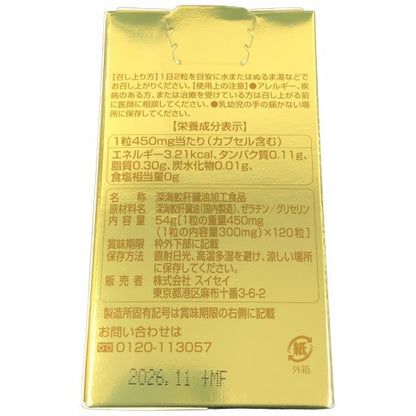 【召し上り方】1日2粒を目安に水またはぬるま湯などで
お召し上がりください。【使用上の注意】●アレルギー、疾
病のある方、または治療を受けている方は召し上がる前
に医師に相談してください。●乳幼児の手の届かない場
所に保存してください。
【栄養成分表示】
1粒450mg当たり(カプセル含む)
エネルギー3.21kcal、タンパク質0.11g、
脂質0.30g、炭水化物0.01g、
食塩相当量0g
名称 深海鮫肝臓油加工食品
原材料名 深海鮫肝臓油(国内製造)、ゼラチン/グリセリン
内容量 54g[1粒の重量450mg
(1粒の内容量300mg)×120粒]
賞味期限 枠外下部に記載
保存方法 直射日光、高温多湿を避け、涼しい場所
に保存してください。
販売者 株式会社 スイセイ
東京都港区麻布十番3-6-2
製造所固有記号は賞味期限の右側に記載
お問い合わせは
0120-113057
紙
外箱
2026.11 +MF